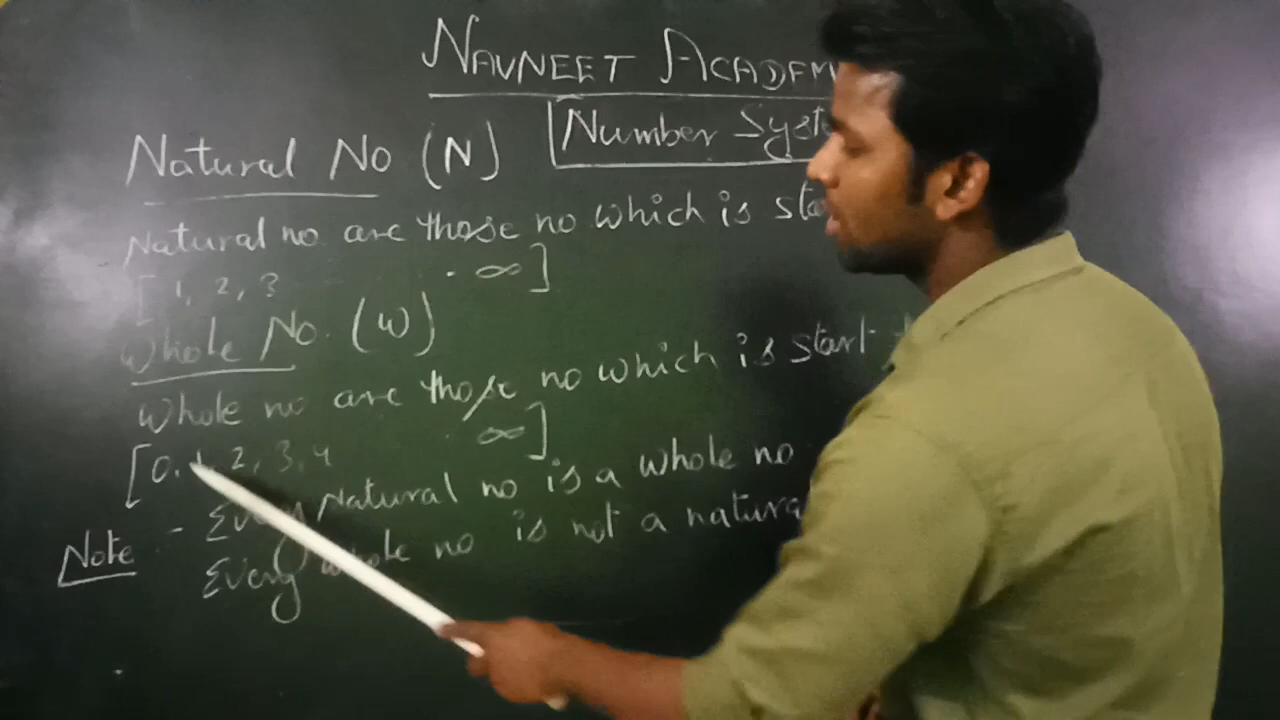 NAVNEET ACADEM
Number Syst
Natural No (N)
Natural no are those no which is sta
[ 1, 2, 3 . ∞ ]
Whole No. (W)
Whole no are those no which is start
[0, 1, 2, 3, 4 . ∞ ]
Note - Every Natural no is a whole no
Every whole no is not a natura